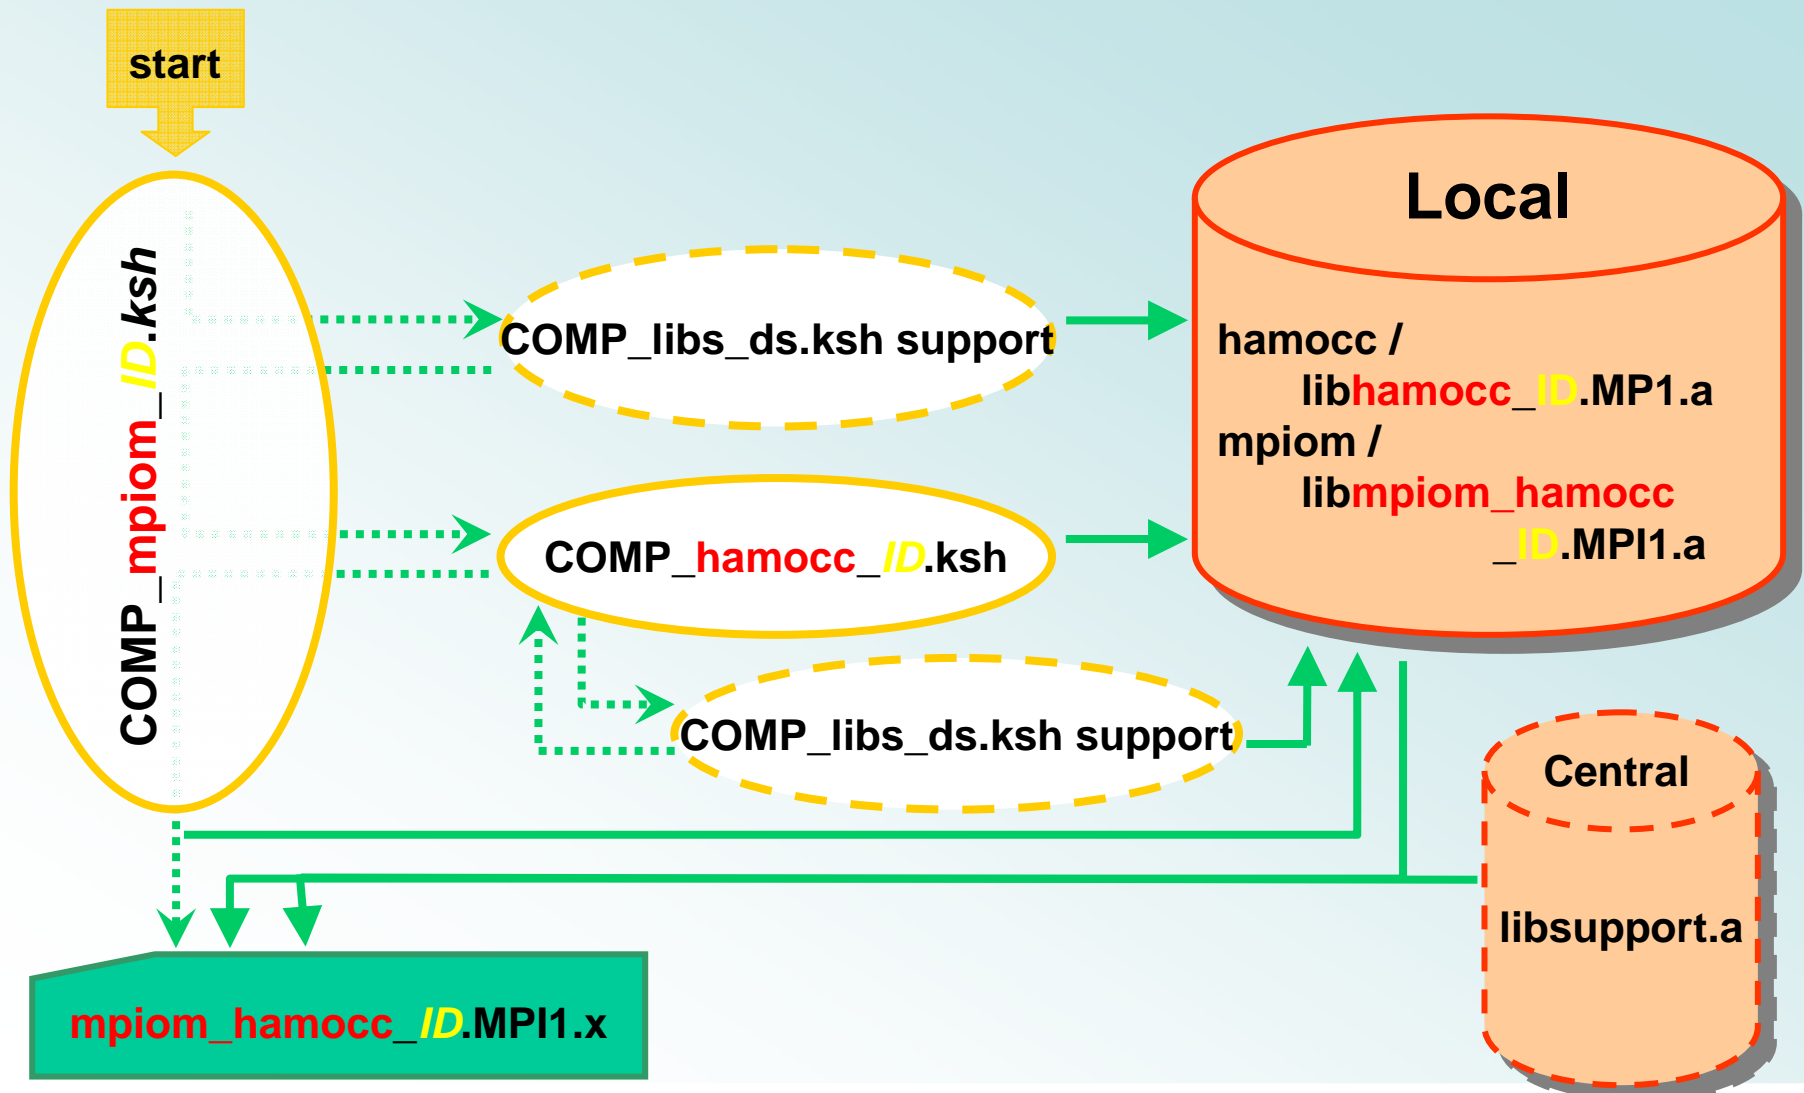 start
COMP_mpiom_ID.ksh
COMP_libs_ds.ksh support
COMP_hamocc_ID.ksh
COMP_libs_ds.ksh support
Local
hamocc /
libhamocc_ID.MP1.a
mpiom /
libmpiom_hamocc
_ID.MPI1.a
Central
libsupport.a
mpiom_hamocc_ID.MPI1.x